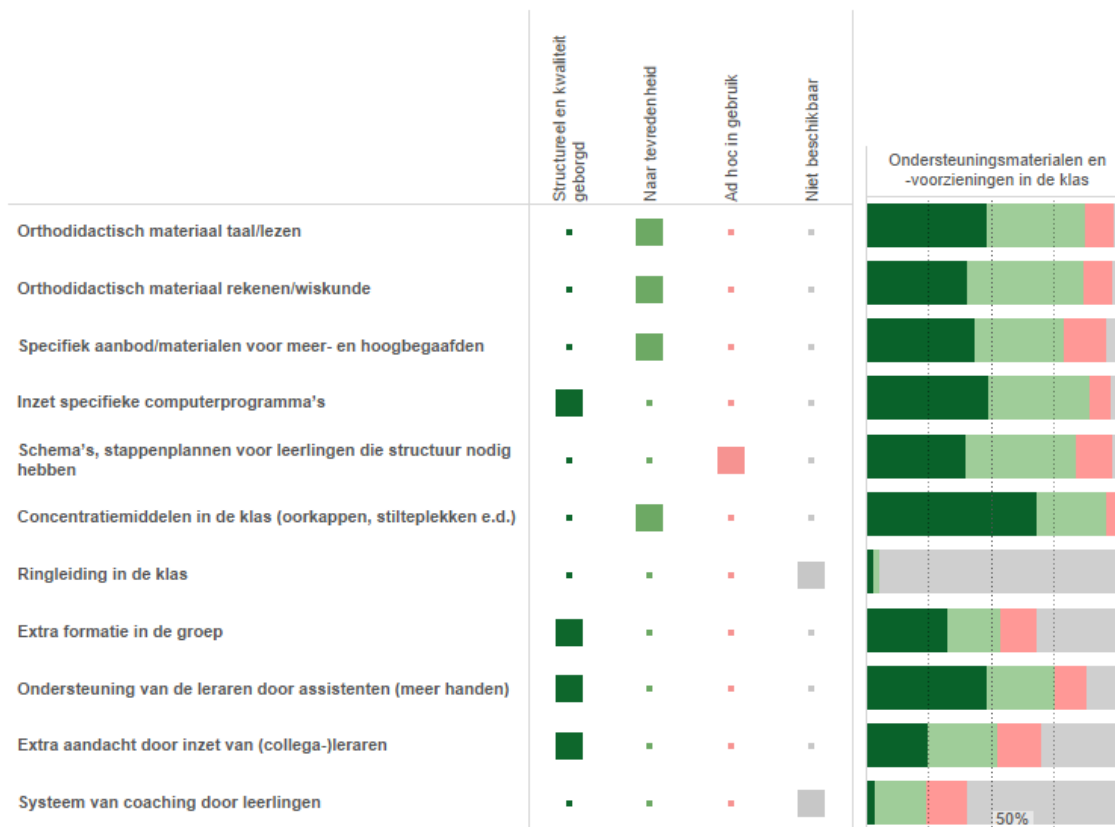 Structureel en kwaliteit
geborgd
Naar tevredenheid
Ad hoc in gebruik
Niet beschikbaar
Ondersteuningsmaterialen en
-voorzieningen in de klas
Orthodidactisch materiaal taal/lezen
Orthodidactisch materiaal rekenen/wiskunde
Specifiek aanbod/materialen voor meer- en hoogbegaafden
Inzet specifieke computerprogramma's
Schema's, stappenplannen voor leerlingen die structuur nodig
hebben
Concentratiemiddelen in de klas (oorkappen, stilteplekken e.d.)
Ringleiding in de klas
Extra formatie in de groep
Ondersteuning van de leraren door assistenten (meer handen)
Extra aandacht door inzet van (collega-)leraren
Systeem van coaching door leerlingen
50%